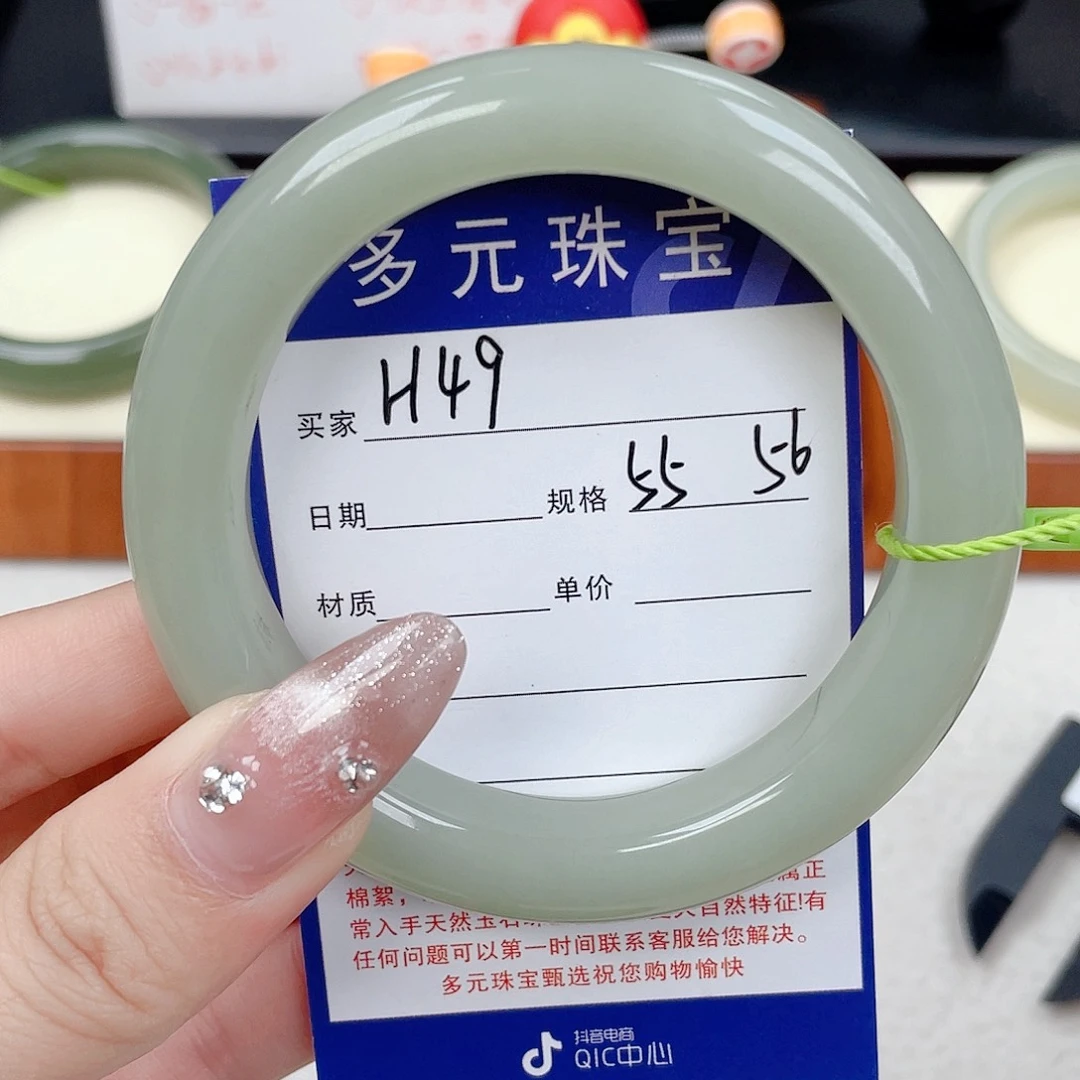 多元珠宝
买家 H49
日期 规格 55 56
材质 单价
属正
棉絮,
常入手天然玉石 自然特征!有
任何问题可以第一时间联系客服给您解决。
多元珠宝甄选祝您购物愉快
抖音电商
QIC中心